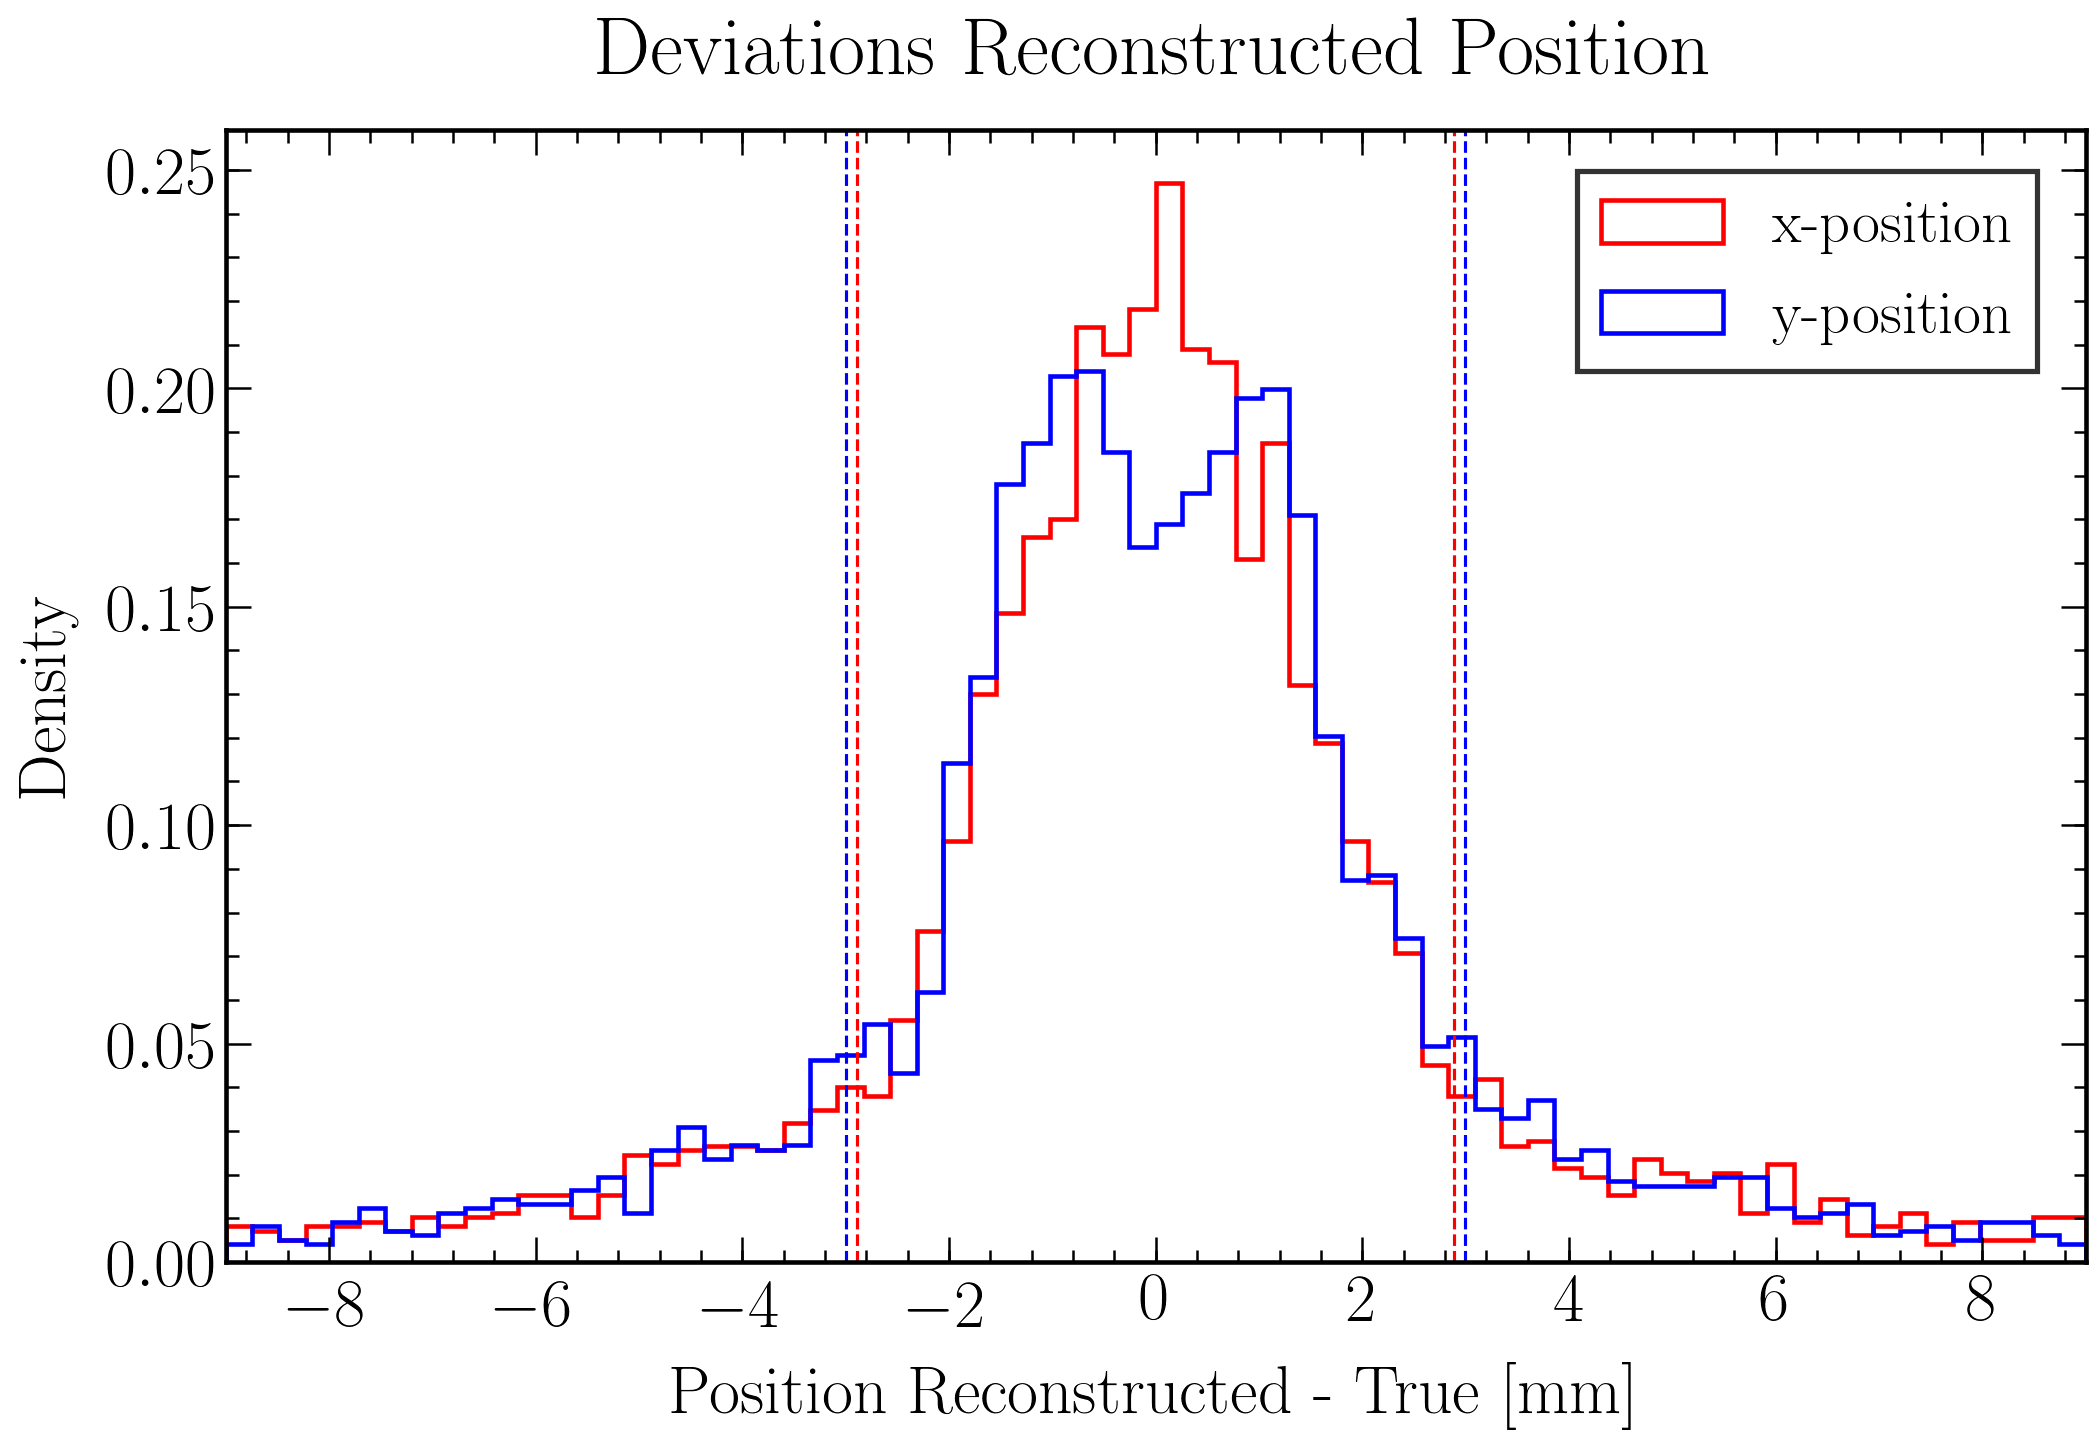 Deviations Reconstructed Position
0.25
0.20
0.15
0.10
0.05
0.00
Density
x-position
y-position
−8 −6 −4 −2 0 2 4 6 8
Position Reconstructed - True [mm]